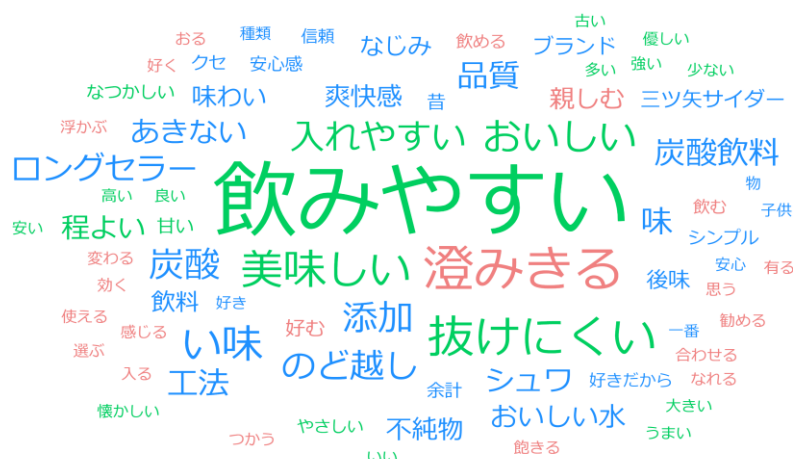 古い
おる 種類 信頼 なじみ 飲める ブランド 優しい
好く クセ 安心感 品質 多い 強い 少ない
なつかしい 味わい 爽快感 昔 親しむ 三ツ矢サイダー
浮かぶ あきない 入れやすい おいしい 炭酸飲料
ロングセラー 飲みやすい 物
高い 良い 飲む 子供
安い 程よい 甘い 味 シンプル
変わる 炭酸 美味しい 澄みきる 後味 安心 有る
効く 飲料 好き 思う
使える 感じる い味 好む 添加 抜けにくい 一番 勧める
選ぶ のど越し 合わせる
入る 工法 余計 シュワ 好きだから なれる
懐かしい やさしい 不純物 おいしい水 大きい
つかう 飽きる うまい
いい